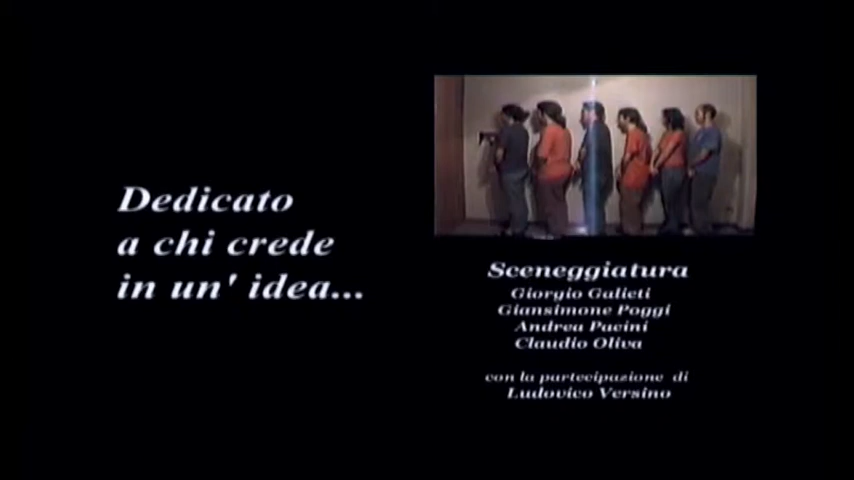 Dedicato
a chi crede
in un' idea...
Sceneggiatura
Giorgio Galieti
Giansimone Poggi
Andrea Pacini
Claudio Oliva
con la partecipazione di
Ludovico Versino